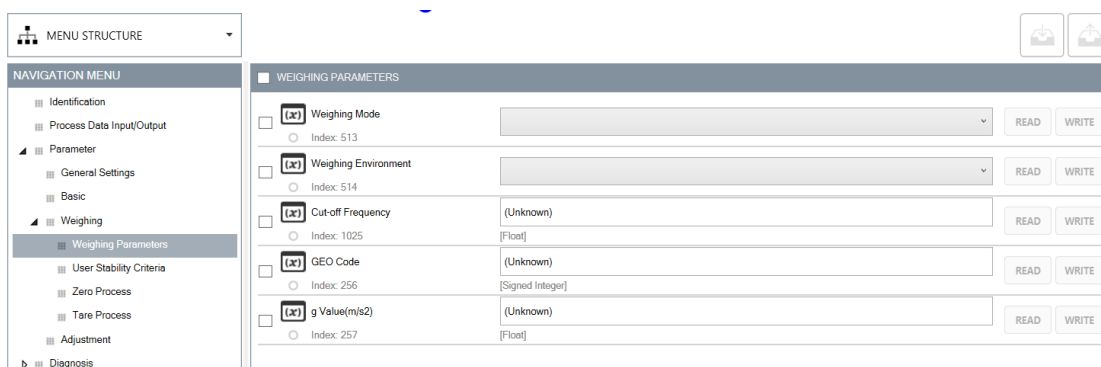 MENU STRUCTURE
NAVIGATION MENU
Identification
Process Data Input/Output
Parameter
General Settings
Basic
Weighing
Weighing Parameters
User Stability Criteria
Zero Process
Tare Process
Adjustment
Diagnosis
WEIGHING PARAMETERS
(x) Weighing Mode READ WRITE
Index: 513
(x) Weighing Environment READ WRITE
Index: 514
(x) Cut-off Frequency (Unknown) READ WRITE
Index: 1025 [Float]
(x) GEO Code (Unknown) READ WRITE
Index: 256 [Signed Integer]
(x) g Value(m/s2) (Unknown) READ WRITE
Index: 257 [Float]